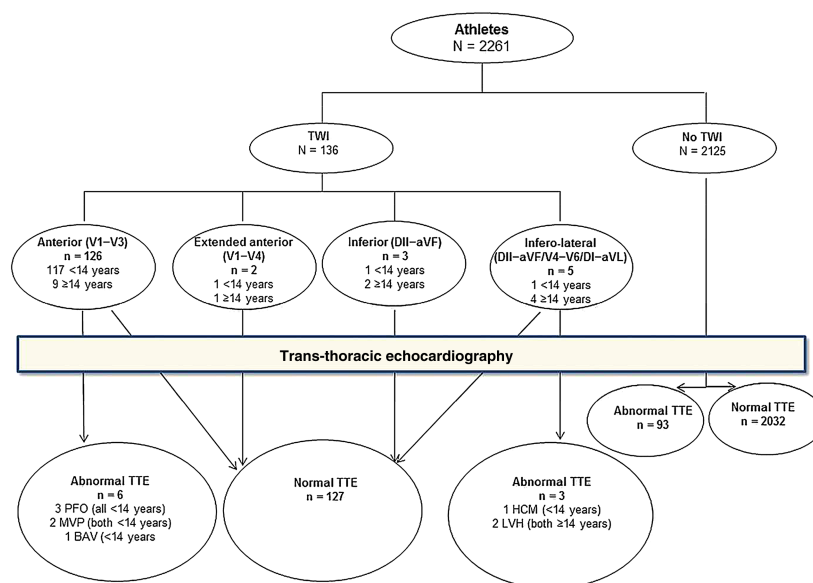 Athletes
N = 2261
TWI
N = 136
No TWI
N = 2125
Anterior (V1–V3)
n = 126
117 <14 years
9 ≥14 years
Extended anterior
(V1–V4)
n = 2
1 <14 years
1 ≥14 years
Inferior (DII–aVF)
n = 3
1 <14 years
2 ≥14 years
Infero-lateral
(DII–aVF/V4–V6/DI–aVL)
n = 5
1 <14 years
4 ≥14 years
Trans-thoracic echocardiography
Abnormal TTE
n = 93
Normal TTE
n = 2032
Abnormal TTE
n = 6
3 PFO (all <14 years)
2 MVP (both <14 years)
1 BAV (<14 years
Normal TTE
n = 127
Abnormal TTE
n = 3
1 HCM (<14 years)
2 LVH (both ≥14 years)